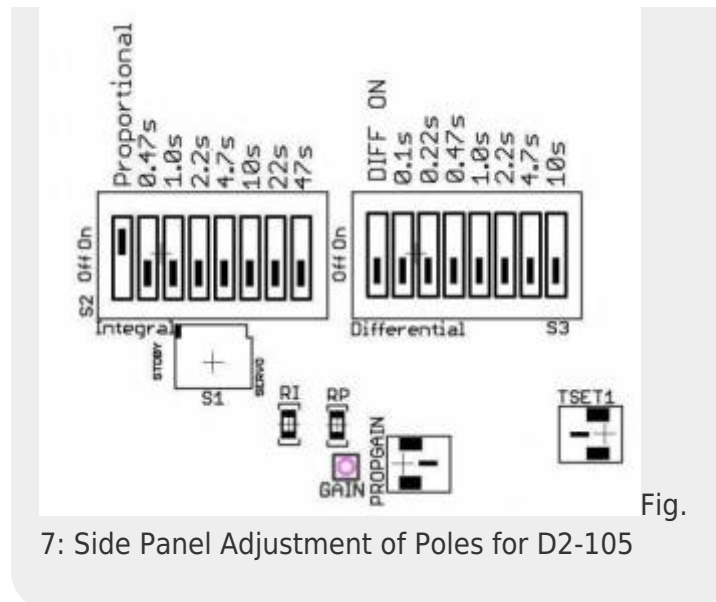 Proportional
0.47s
1.0s
2.2s
4.7s
10s
22s
47s
DIFF ON
0.1s
0.22s
0.47s
1.0s
2.2s
4.7s
10s
S2
Off On
Off On
Integral
Differential
S3
STDBY
S1
SERVO
RI
RP
GAIN
PROPGAIN
TSET1
Fig.
7: Side Panel Adjustment of Poles for D2-105